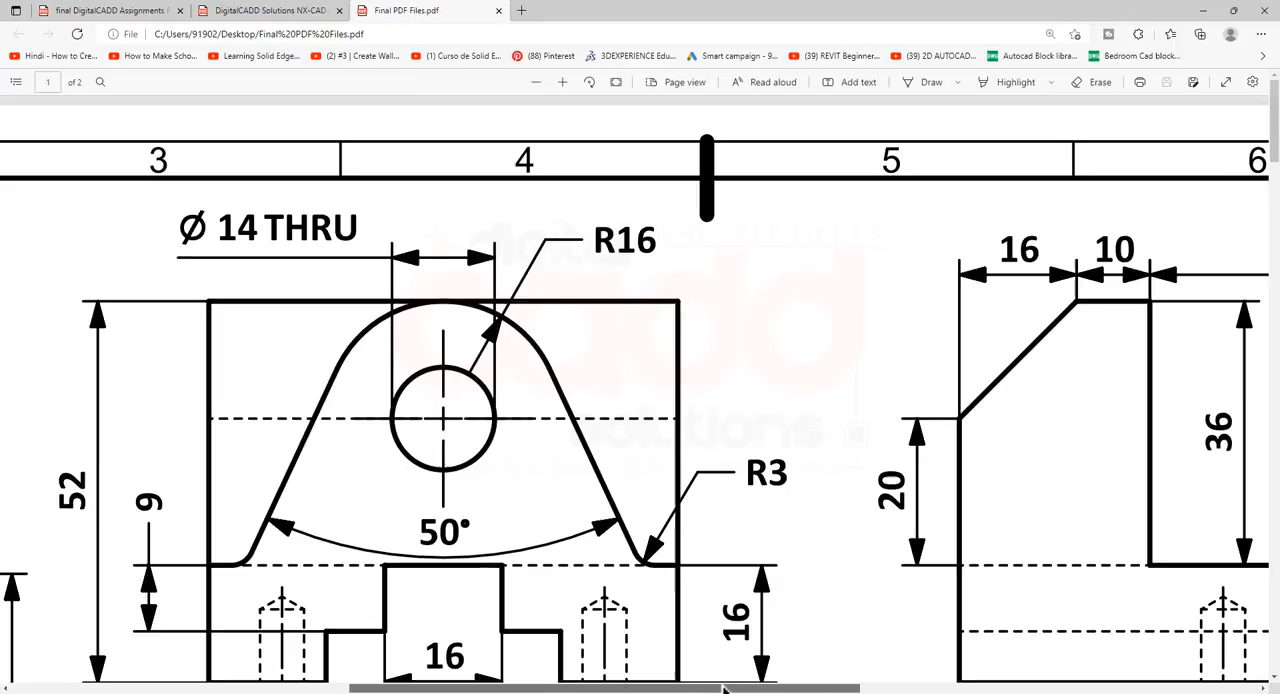 final DigitalCADD Assignments F
DigitalCADD Solutions NX-CAD
Final PDF Files.pdf
File
C:/Users/91902/Desktop/Final%20PDF%20Files.pdf
Hindi - How to Crea...
How to Make Scho...
Learning Solid Edge...
(2) #3 | Create Wall...
(1) Curso de Solid E...
(88) Pinterest
3DEXPERIENCE Edu...
Smart campaign - 9...
(39) REVIT Beginner...
(39) 2D AUTOCAD...
Autocad Block libra...
Bedroom Cad block...
1 of 2
Page view
Read aloud
Add text
Draw
Highlight
Erase
3 4 5 6
Ø 14 THRU
R16
16 10
36
R3
20
52
9
50°
16
16
cadd
solutions